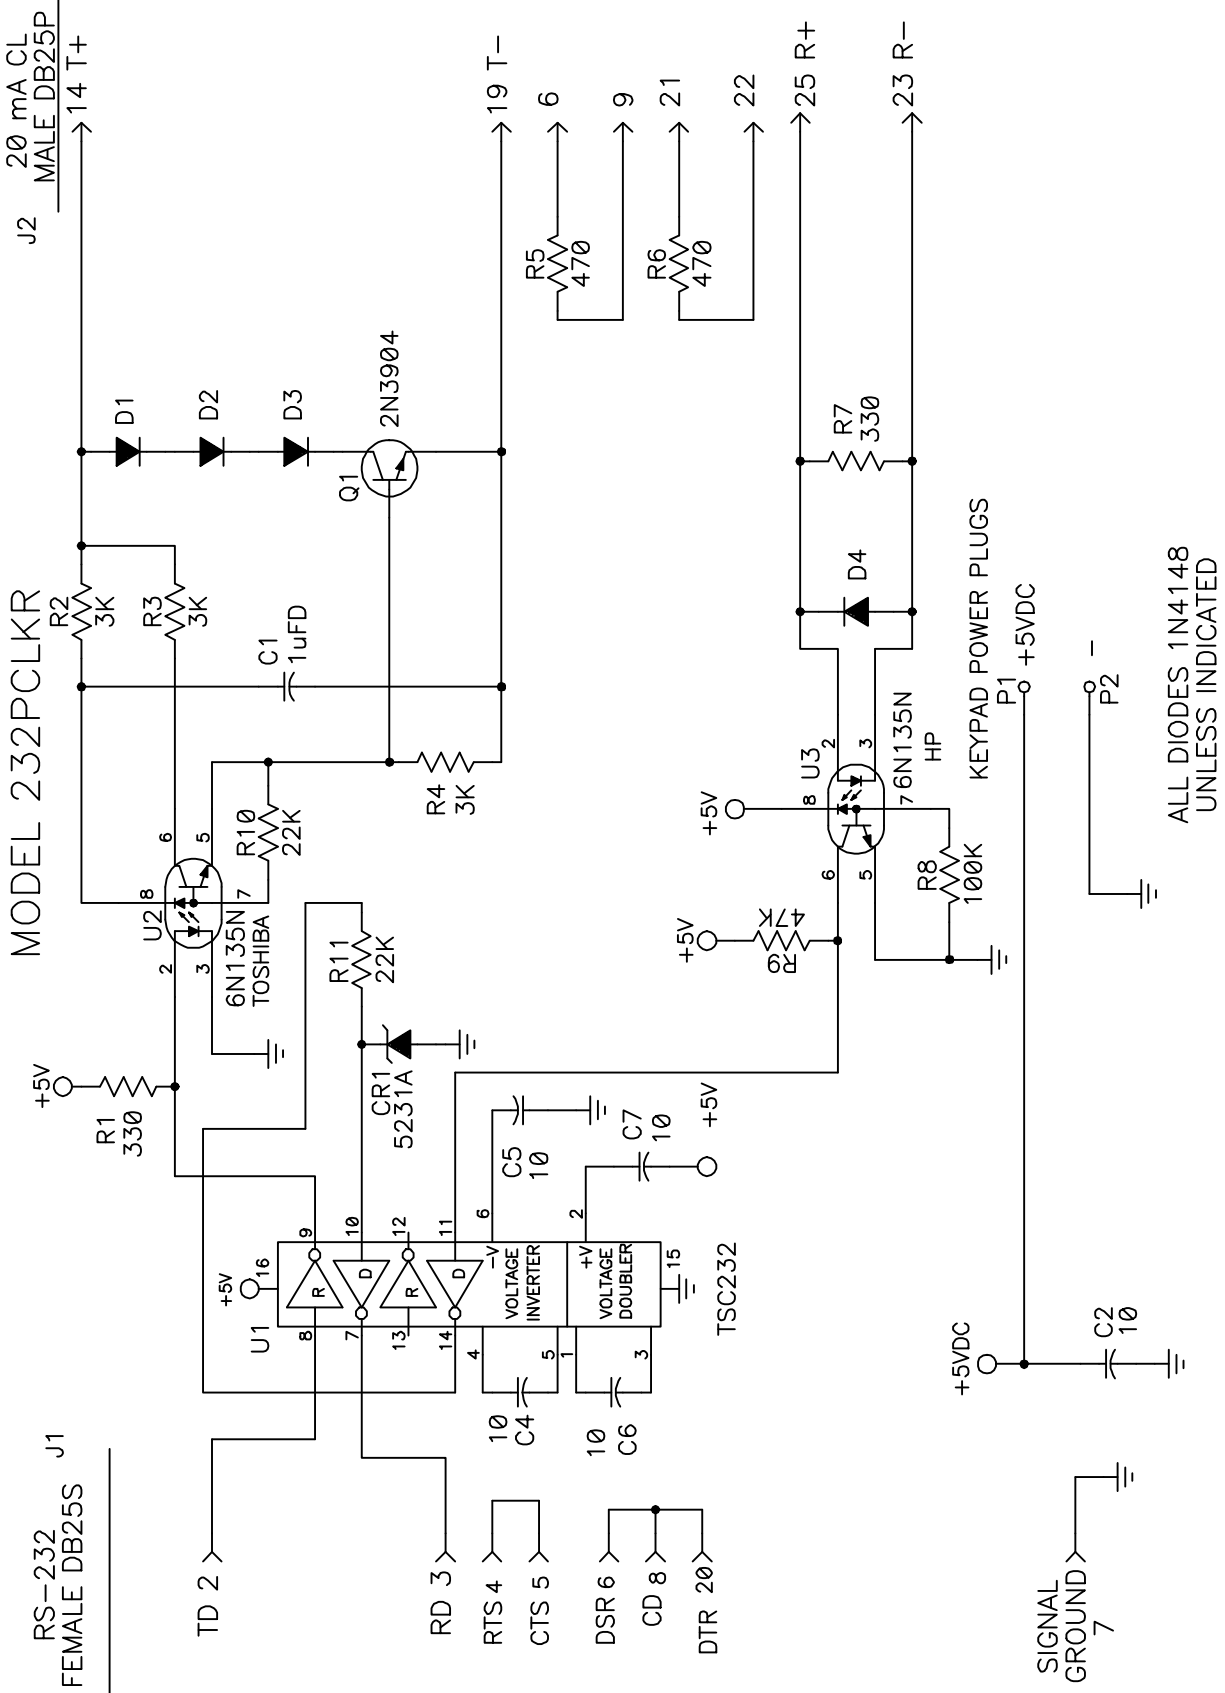 MODEL 232PCLKR
RS-232
FEMALE DB25S
J1
J2
20 mA CL
MALE DB25P
14 T+
19 T-
6
9
21
22
25 R+
23 R-
TD 2
RD 3
RTS 4
CTS 5
DSR 6
CD 8
DTR 20
SIGNAL
GROUND
7
+5V
R1
330
U1
+5V
16
8
9
R
7
10
D
13
12
R
14
11
D
4
5
1
3
6
2
15
-V
VOLTAGE
INVERTER
+V
VOLTAGE
DOUBLER
TSC232
10
C4
10
C6
C5
10
C7
10
+5V
CR1
5231A
R11
22K
U2
2
3
8
7
6
5
6N135N
TOSHIBA
R10
22K
R2
3K
R3
3K
C1
1uFD
R4
3K
D1
D2
D3
Q1
2N3904
R5
470
R6
470
R7
330
D4
U3
2
3
8
7
6
5
6N135N
HP
+5V
+5V
R9
47K
R8
100K
KEYPAD POWER PLUGS
P1
+5VDC
P2
-
+5VDC
C2
10
ALL DIODES 1N4148
UNLESS INDICATED